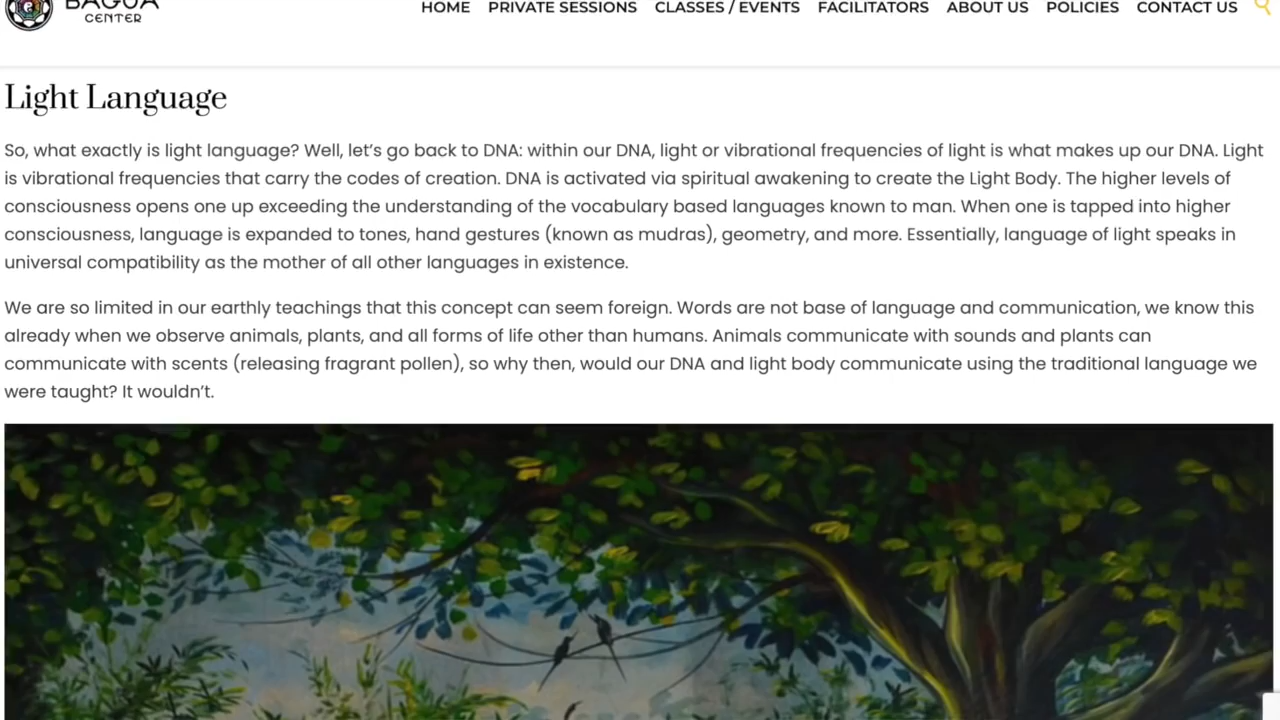 BAGUA
CENTER
HOME PRIVATE SESSIONS CLASSES / EVENTS FACILITATORS ABOUT US POLICIES CONTACT US
Light Language
So, what exactly is light language? Well, let's go back to DNA: within our DNA, light or vibrational frequencies of light is what makes up our DNA. Light
is vibrational frequencies that carry the codes of creation. DNA is activated via spiritual awakening to create the Light Body. The higher levels of
consciousness opens one up exceeding the understanding of the vocabulary based languages known to man. When one is tapped into higher
consciousness, language is expanded to tones, hand gestures (known as mudras), geometry, and more. Essentially, language of light speaks in
universal compatibility as the mother of all other languages in existence.
We are so limited in our earthly teachings that this concept can seem foreign. Words are not base of language and communication, we know this
already when we observe animals, plants, and all forms of life other than humans. Animals communicate with sounds and plants can
communicate with scents (releasing fragrant pollen), so why then, would our DNA and light body communicate using the traditional language we
were taught? It wouldn't.